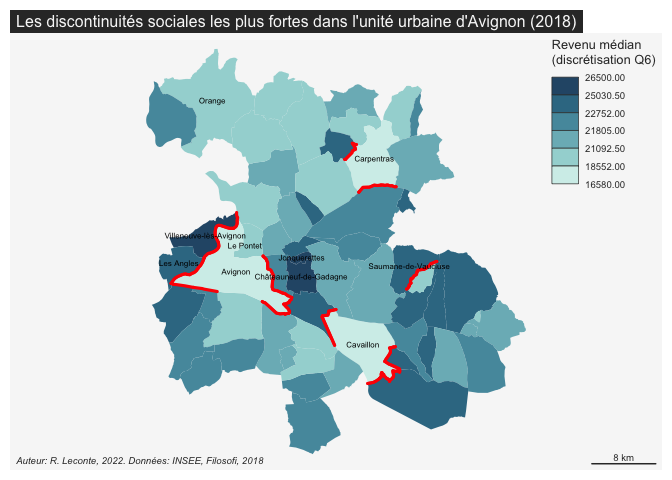 Les discontinuités sociales les plus fortes dans l'unité urbaine d'Avignon (2018)
Revenu médian
(discrétisation Q6)
26500.00
25030.50
22752.00
21805.00
21092.50
18552.00
16580.00
Orange
Carpentras
Villeneuve-lès-Avignon
Le Pontet
Les Angles
Jonquerettes
Saumane-de-Vaucluse
Avignon
Châteauneuf-de-Gadagne
Cavaillon
8 km
Auteur: R. Leconte, 2022. Données: INSEE, Filosofi, 2018